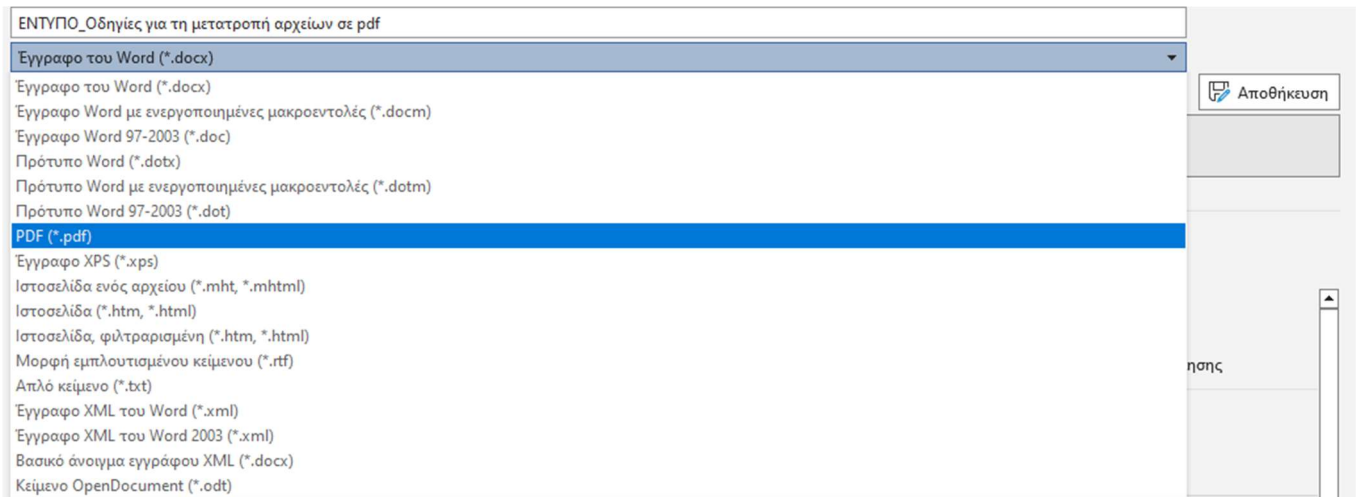 ΕΝΤΥΠΟ_Οδηγίες για τη μετατροπή αρχείων σε pdf
Έγγραφο του Word (*.docx)
Έγγραφο του Word (*.docx)
Αποθήκευση
Έγγραφο Word με ενεργοποιημένες μακροεντολές (*.docm)
Έγγραφο Word 97-2003 (*.doc)
Πρότυπο Word (*.dotx)
Πρότυπο Word με ενεργοποιημένες μακροεντολές (*.dotm)
Πρότυπο Word 97-2003 (*.dot)
PDF (*.pdf)
Έγγραφο XPS (*.xps)
Ιστοσελίδα ενός αρχείου (*.mht, *.mhtml)
Ιστοσελίδα (*.htm, *.html)
Ιστοσελίδα, φιλτραρισμένη (*.htm, *.html)
Μορφή εμπλουτισμένου κείμενου (*.rtf)
ησης
Απλό κείμενο (*.txt)
Έγγραφο XML του Word (*.xml)
Έγγραφο XML του Word 2003 (*.xml)
Βασικό άνοιγμα εγγράφου XML (*.docx)
Κείμενο OpenDocument (*.odt)